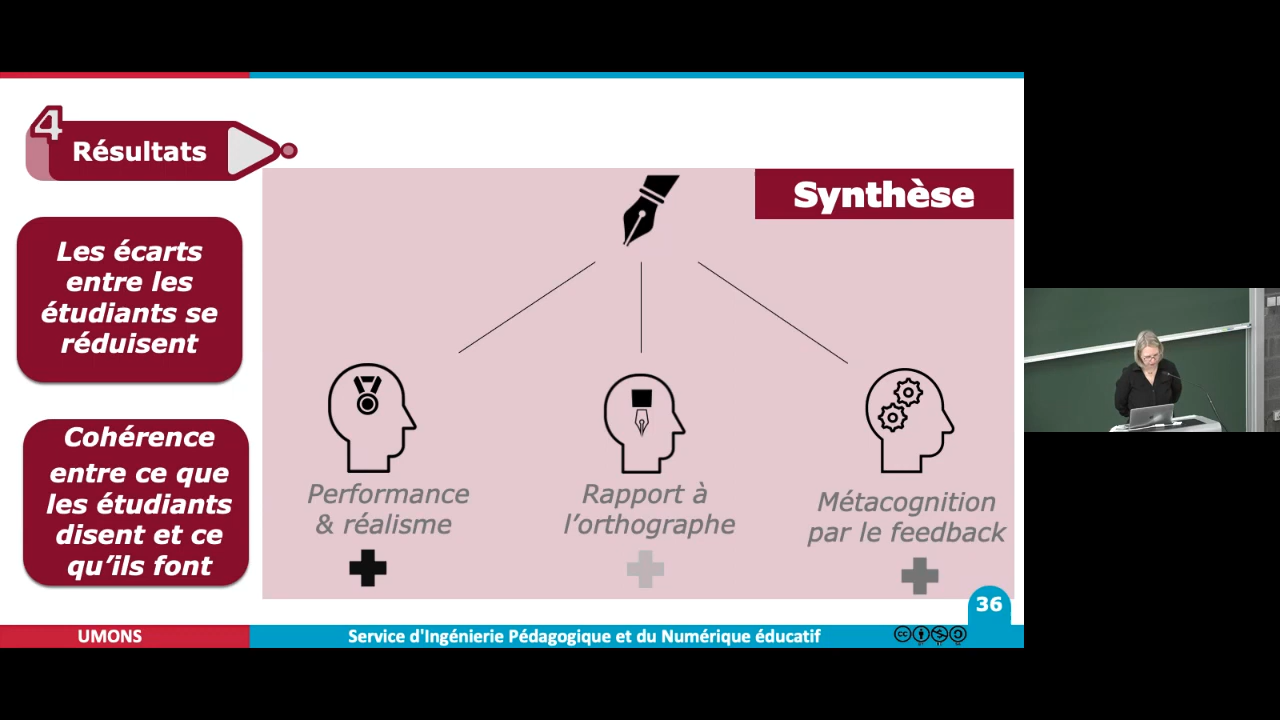 4
Résultats
Synthèse
Les écarts
entre les
étudiants se
réduisent
Cohérence
entre ce que
les étudiants
disent et ce
qu'ils font
Performance
& réalisme
Rapport à
l'orthographe
Métacognition
par le feedback
36
UMONS
Service d'Ingénierie Pédagogique et du Numérique éducatif